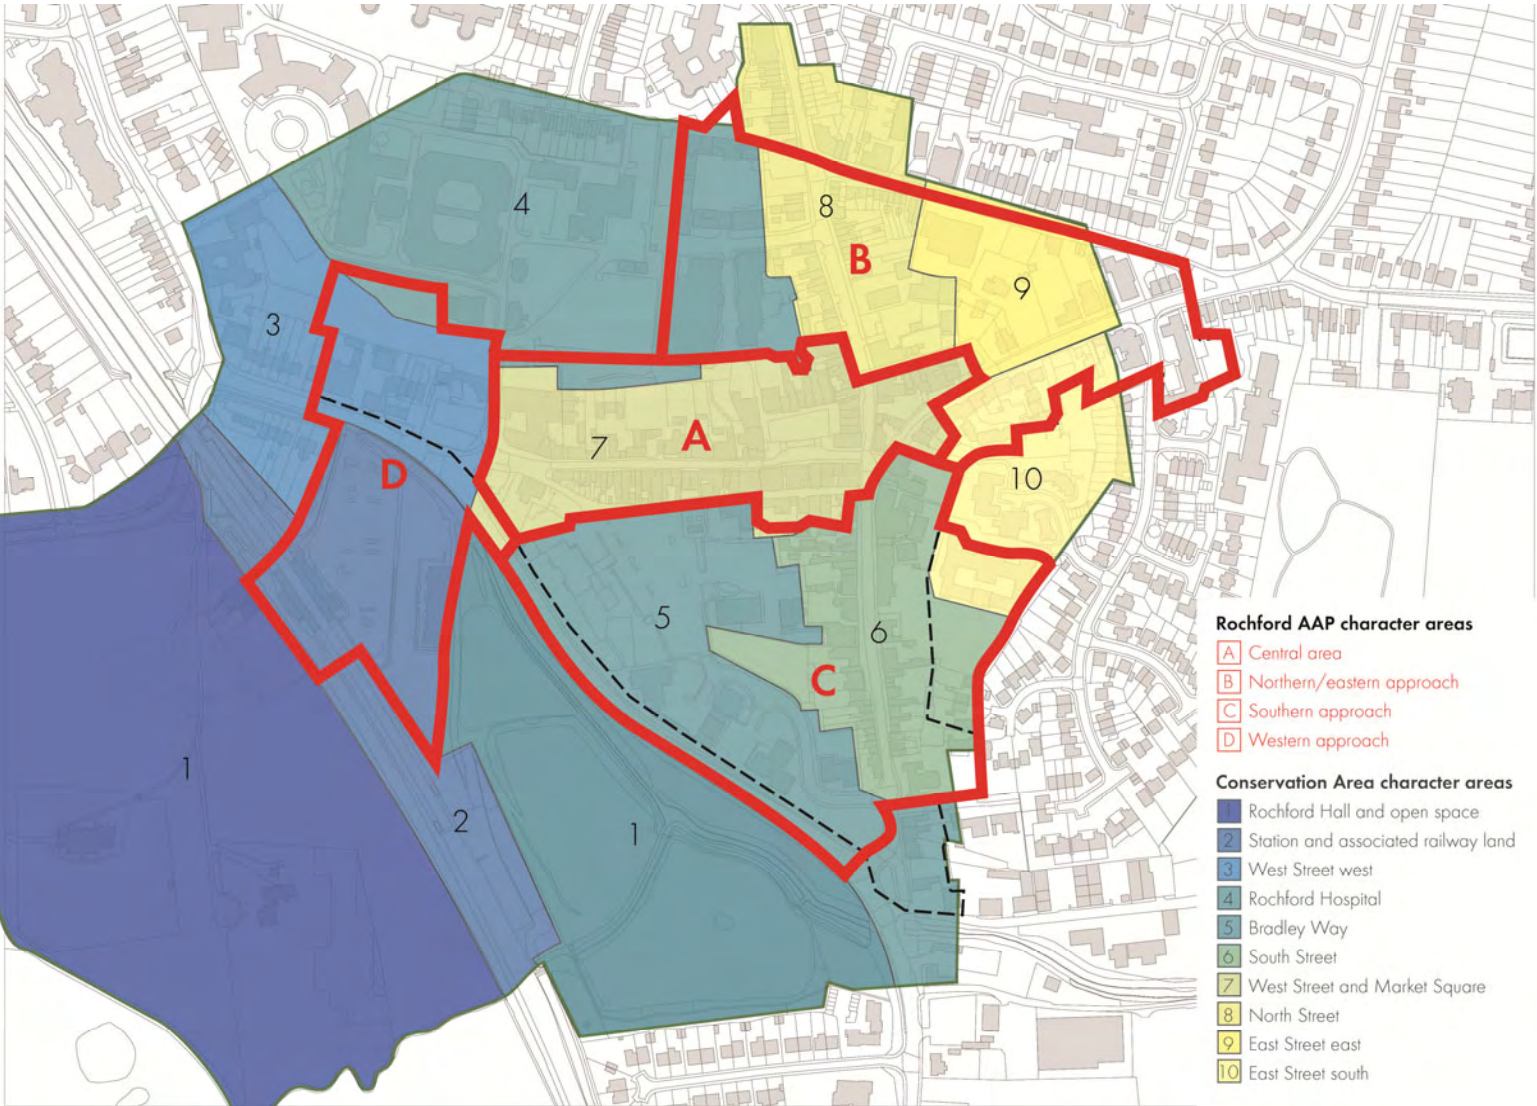 4
8
B
9
3
7
A
D
10
5
6
C
1
2
1
Rochford AAP character areas
A Central area
B Northern/eastern approach
C Southern approach
D Western approach
Conservation Area character areas
1 Rochford Hall and open space
2 Station and associated railway land
3 West Street west
4 Rochford Hospital
5 Bradley Way
6 South Street
7 West Street and Market Square
8 North Street
9 East Street east
10 East Street south